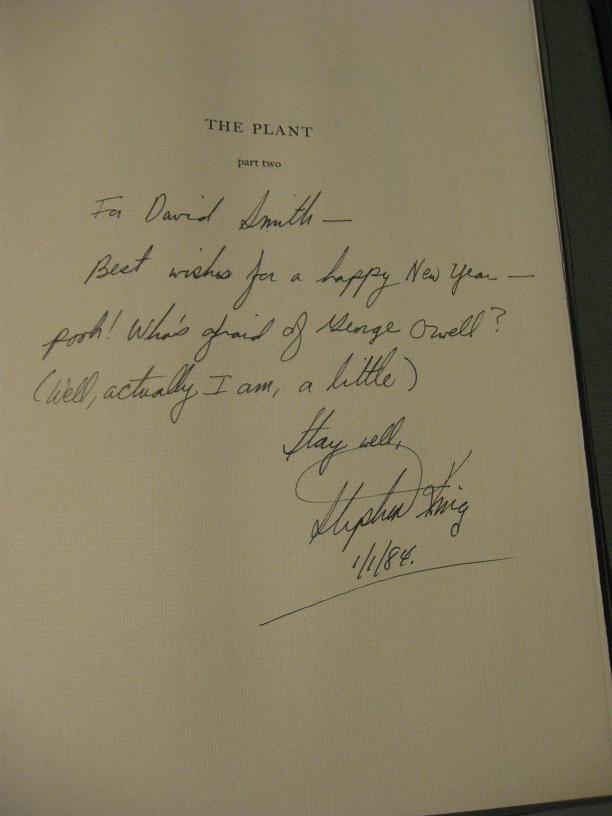 THE PLANT
part two
For David Smith—
Best wishes for a happy New Year—
pooh! Who's afraid of George Orwell?
(Well, actually I am, a little)
Stay well,
Stephen King
1/1/84.